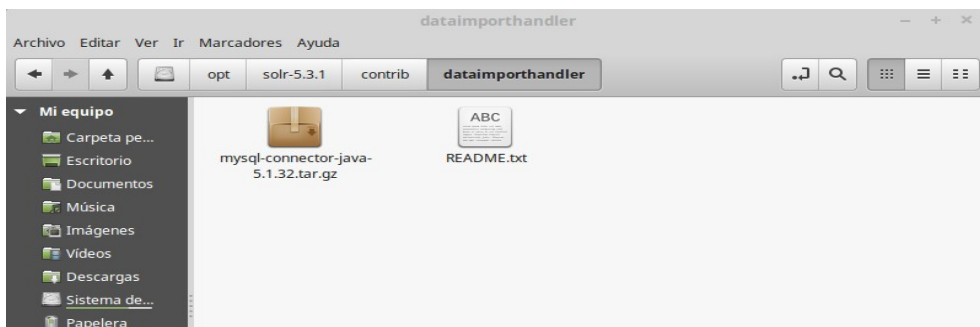 dataimporthandler
Archivo Editar Ver Ir Marcadores Ayuda
opt solr-5.3.1 contrib dataimporthandler
Mi equipo
Carpeta pe...
Escritorio
Documentos
Música
Imágenes
Vídeos
Descargas
Sistema de...
Papelera
mysql-connector-java-
5.1.32.tar.gz
ABC
README.txt